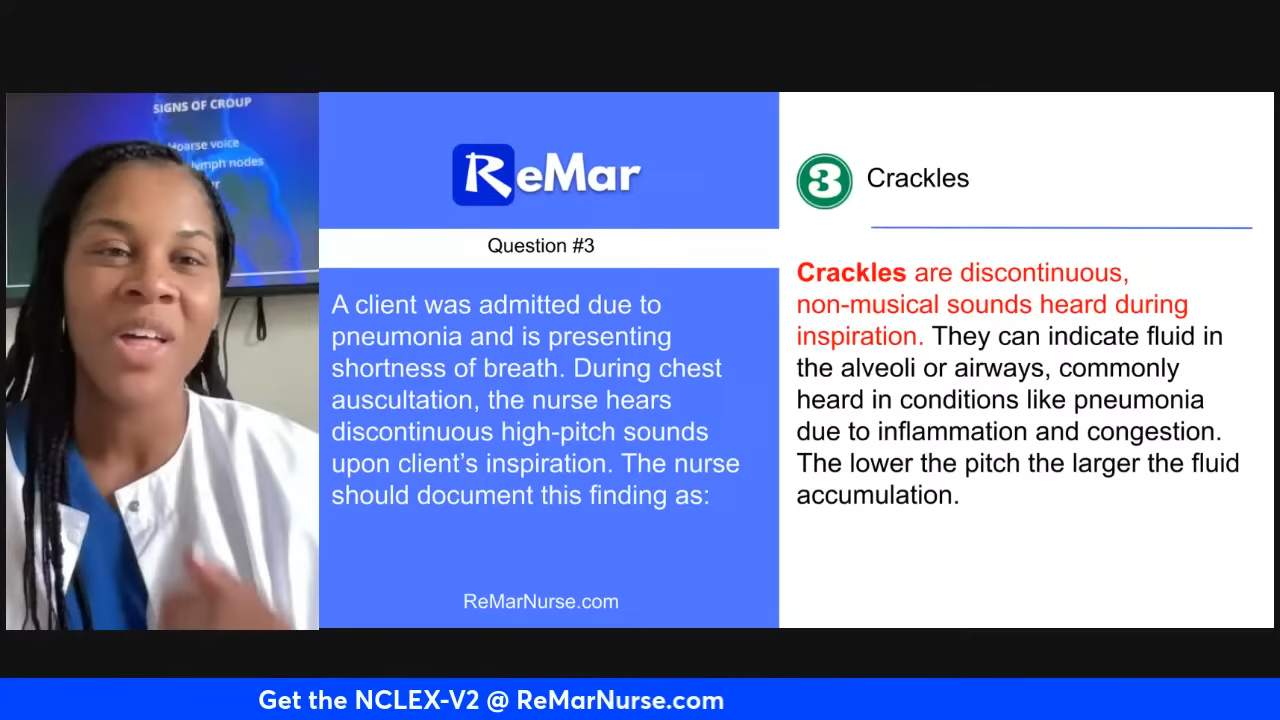 SIGNS OF CROUP
Hoarse voice
lymph nodes
ReMar
Question #3
A client was admitted due to
pneumonia and is presenting
shortness of breath. During chest
auscultation, the nurse hears
discontinuous high-pitch sounds
upon client's inspiration. The nurse
should document this finding as:
ReMarNurse.com
3 Crackles
Crackles are discontinuous,
non-musical sounds heard during
inspiration. They can indicate fluid in
the alveoli or airways, commonly
heard in conditions like pneumonia
due to inflammation and congestion.
The lower the pitch the larger the fluid
accumulation.
Get the NCLEX-V2 @ ReMarNurse.com